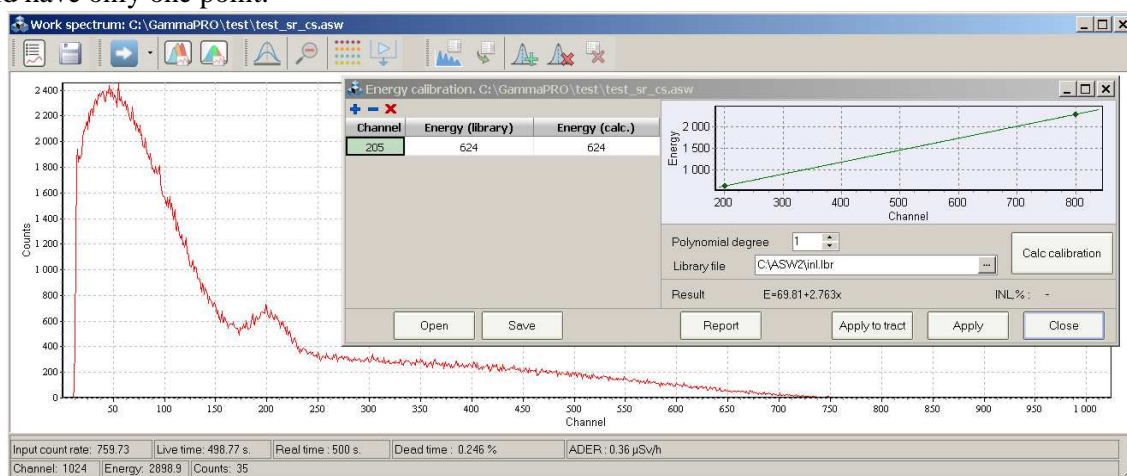 d have only one point.
Work spectrum: C:\GammaPRO\test\test_sr_cs.asw
Energy calibration. C:\GammaPRO\test\test_sr_cs.asw
Channel Energy (library) Energy (calc.)
205 624 624
Energy
2 000
1 500
1 000
200 300 400 500 600 700 800
Channel
Polynomial degree 1
Library file C:\ASW2\inl.lbr ...
Calc calibration
Result E=69.81+2.763x INL,% : -
Open Save Report Apply to tract Apply Close
Counts
2 400
2 200
2 000
1 800
1 600
1 400
1 200
1 000
800
600
400
200
0
50 100 150 200 250 300 350 400 450 500 550 600 650 700 750 800 850 900 950 1 000
Channel
Input count rate: 759.73 Live time: 498.77 s. Real time : 500 s. Dead time : 0.246 % ADER : 0.36 µSv/h
Channel: 1024 Energy: 2898.9 Counts: 35